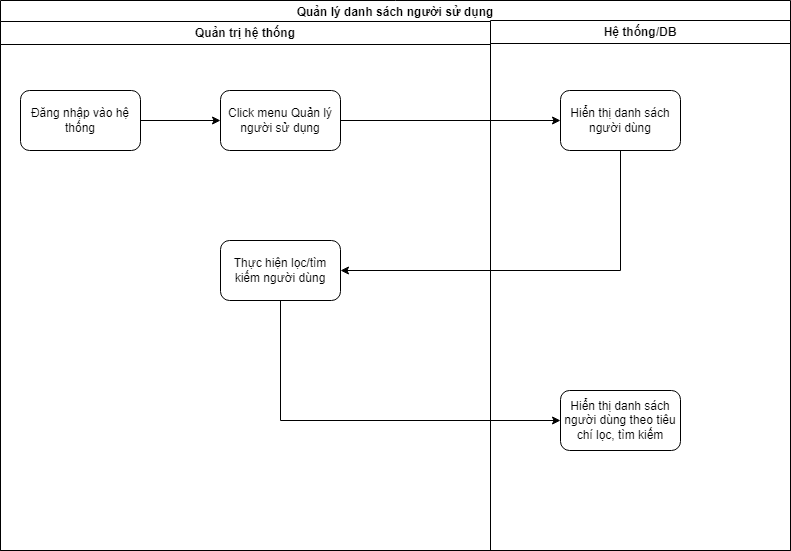 Quản lý danh sách người sử dụng
Quản trị hệ thống
Hệ thống/DB
Đăng nhập vào hệ
thống
Click menu Quản lý
người sử dụng
Hiển thị danh sách
người dùng
Thực hiện lọc/tìm
kiếm người dùng
Hiển thị danh sách
người dùng theo tiêu
chí lọc, tìm kiếm